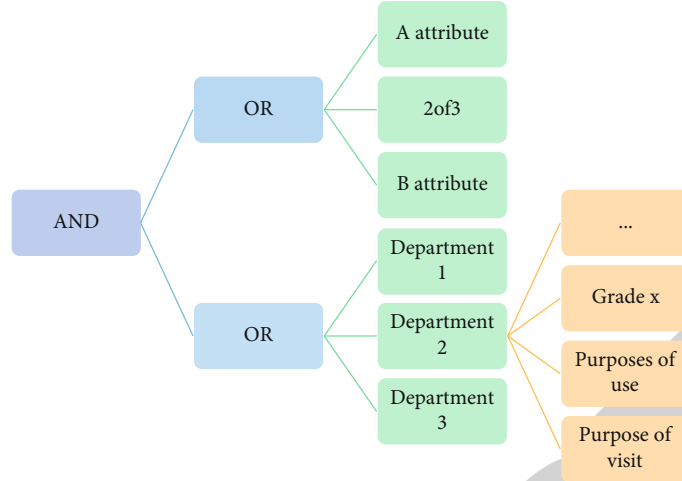 A attribute
OR
2of3
B attribute
AND
...
Department
1
Grade x
OR
Department
2
Purposes of
use
Department
3
Purpose of
visit